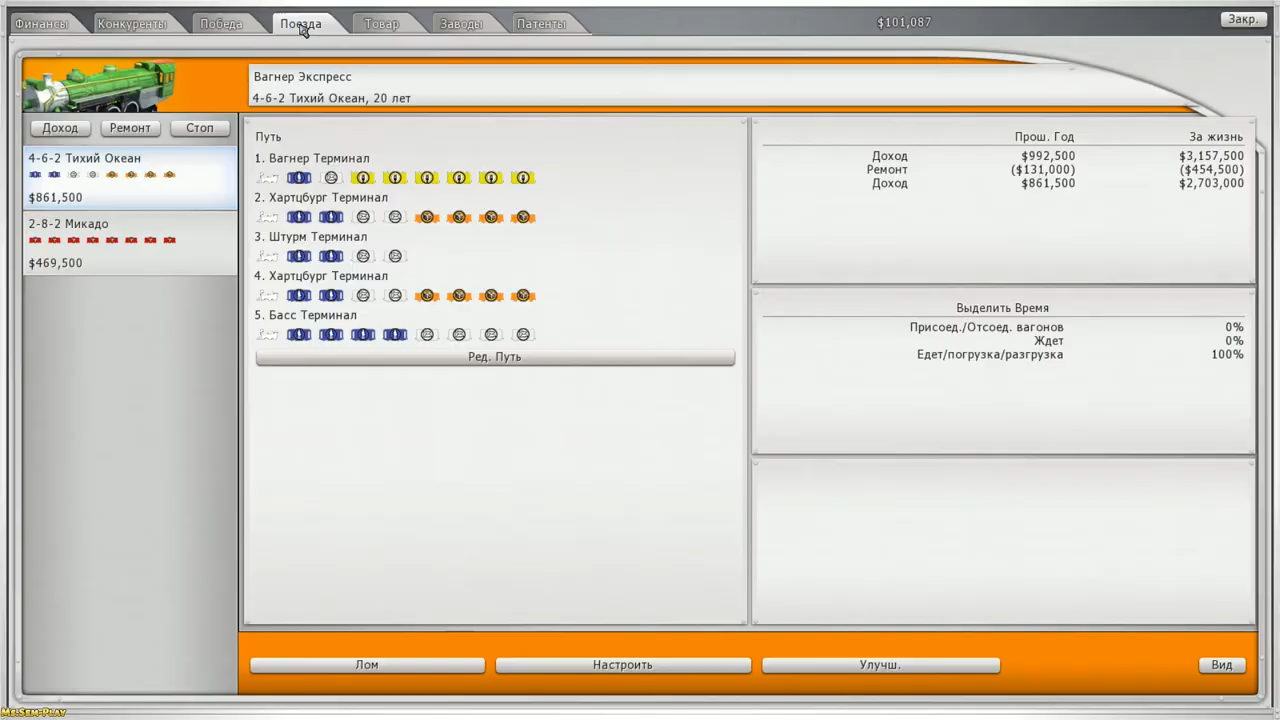 Финансы Конкуренты Победа Поезда Товар Заводы Патенты $101,087 Закр.
Вагнер Экспресс
4-6-2 Тихий Океан, 20 лет
Доход Ремонт Стоп
4-6-2 Тихий Океан
$861,500
2-8-2 Микадо
$469,500
Путь
1. Вагнер Терминал
2. Хартцбург Терминал
3. Штурм Терминал
4. Хартцбург Терминал
5. Басс Терминал
Ред. Путь
Прош. Год За жизнь
Доход $992,500 $3,157,500
Ремонт ($131,000) ($454,500)
Доход $861,500 $2,703,000
Выделить Время
Присоед./Отсоед. вагонов 0%
Ждет 0%
Едет/погрузка/разгрузка 100%
Лом Настроить Улучш. Вид
Ms.Sem-Play